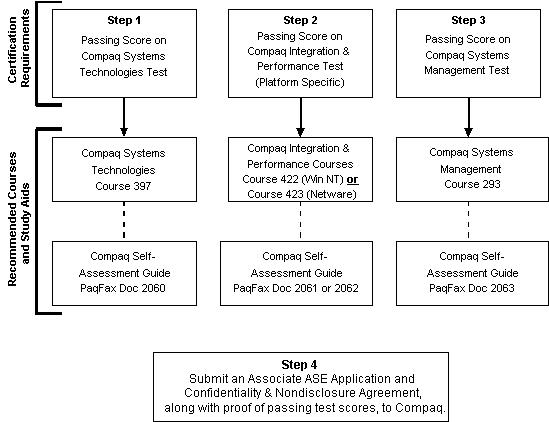 Certification
Requirements
Step 1
Passing Score on
Compaq Systems
Technologies Test
Step 2
Passing Score on
Compaq Integration &
Performance Test
(Platform Specific)
Step 3
Passing Score on
Compaq Systems
Management Test
Recommended Courses
and Study Aids
Compaq Systems
Technologies
Course 397
Compaq Integration &
Performance Courses
Course 422 (Win NT) or
Course 423 (Netware)
Compaq Systems
Management
Course 293
Compaq Self-
Assessment Guide
PaqFax Doc 2060
Compaq Self-
Assessment Guide
PaqFax Doc 2061 or 2062
Compaq Self-
Assessment Guide
PaqFax Doc 2063
Step 4
Submit an Associate ASE Application and
Confidentiality & Nondisclosure Agreement,
along with proof of passing test scores, to Compaq.